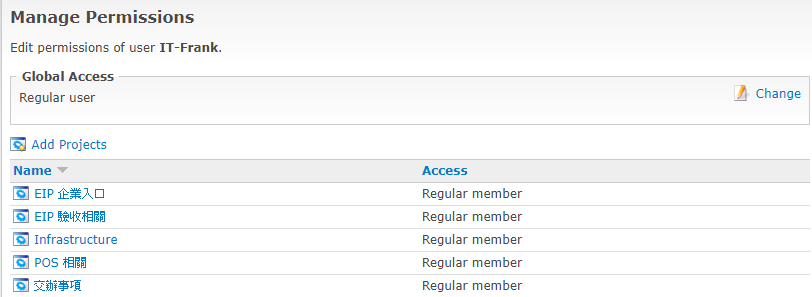 Manage Permissions
Edit permissions of user IT-Frank.
Global Access
Regular user
Change
Add Projects
Name Access
EIP 企業入口 Regular member
EIP 驗收相關 Regular member
Infrastructure Regular member
POS 相關 Regular member
交辦事項 Regular member